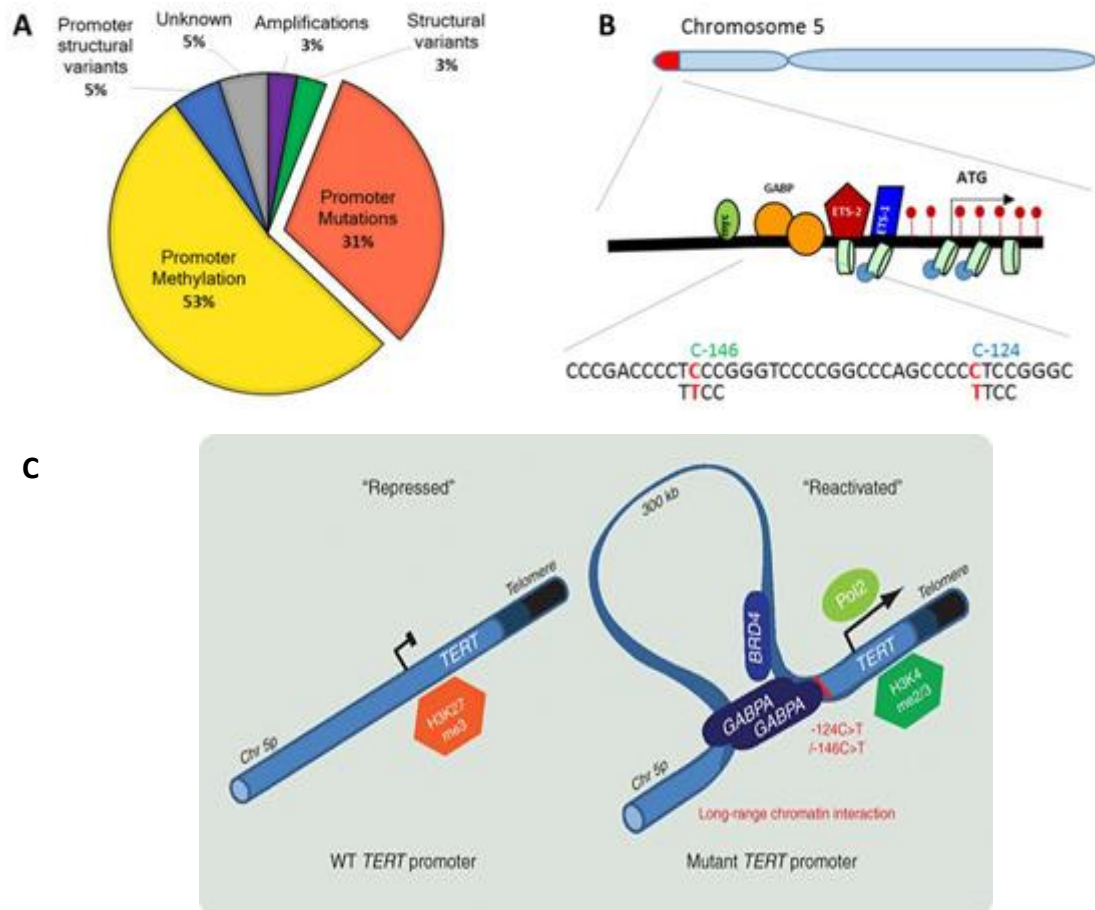 A
Promoter
structural
variants
5%
Unknown
5%
Amplifications
3%
Structural
variants
3%
Promoter
Mutations
31%
Promoter
Methylation
53%
B
Chromosome 5
GABP
ETS-2
ETS-1
ATG
C-146
C-124
CCCGACCCCTCCCGGGTCCCCGGCCCAGCCCCCTCCGGGC
TTCC
TTCC
C
"Repressed"
Telomere
TERT
H3K27
me3
Chr 5p
WT TERT promoter
300 kb
"Reactivated"
Pol2
Telomere
BRD4
TERT
H3K4
me2/3
GABPA
GABPA
-124C>T
/-146C>T
Chr 5p
Long-range chromatin interaction
Mutant TERT promoter